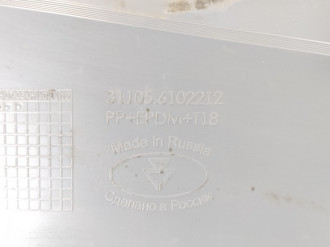 31105.6102212
PP+EPDM+T18
Made in Russia
Сделано в России